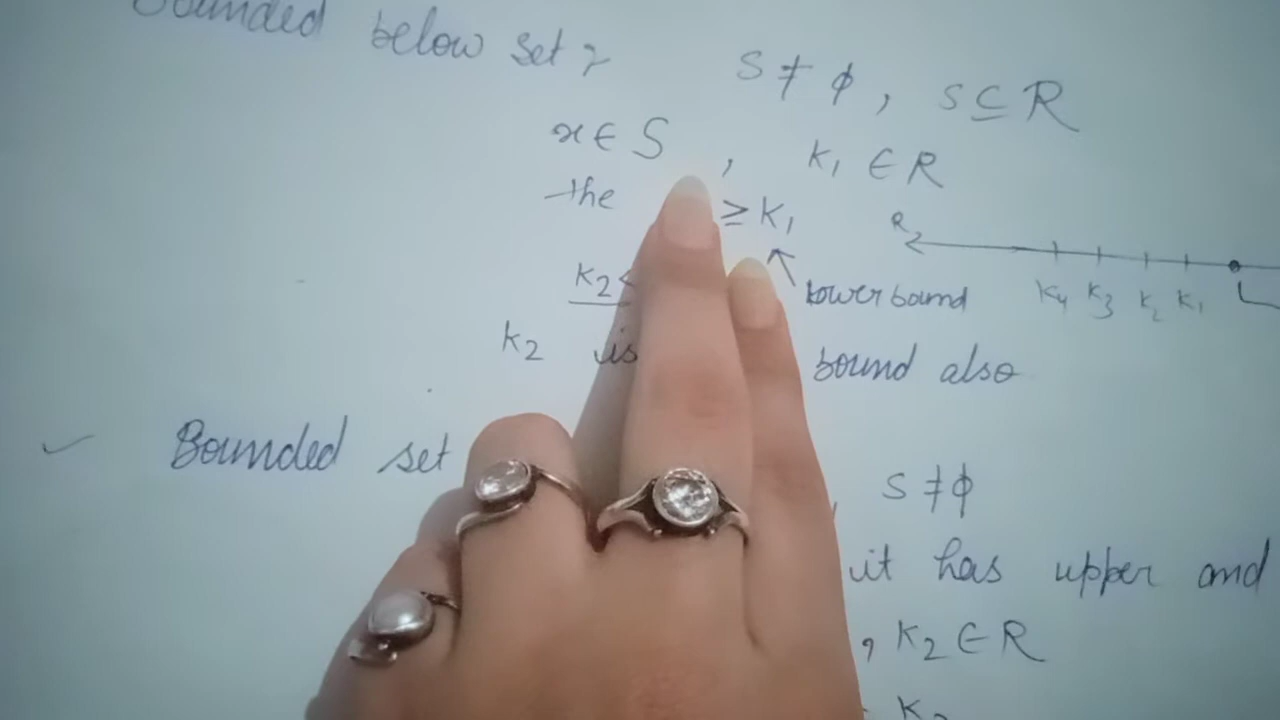 Bounded below set
S ≠ ϕ, S ⊆ R
x ∈ S , K₁ ∈ R
the ≥ K₁
R
K₂ <
lower bound
K₄ K₃ K₂ K₁
K₂ is bound also
Bounded set
, S ≠ ϕ
it has upper and
, K₂ ∈ R
K₂